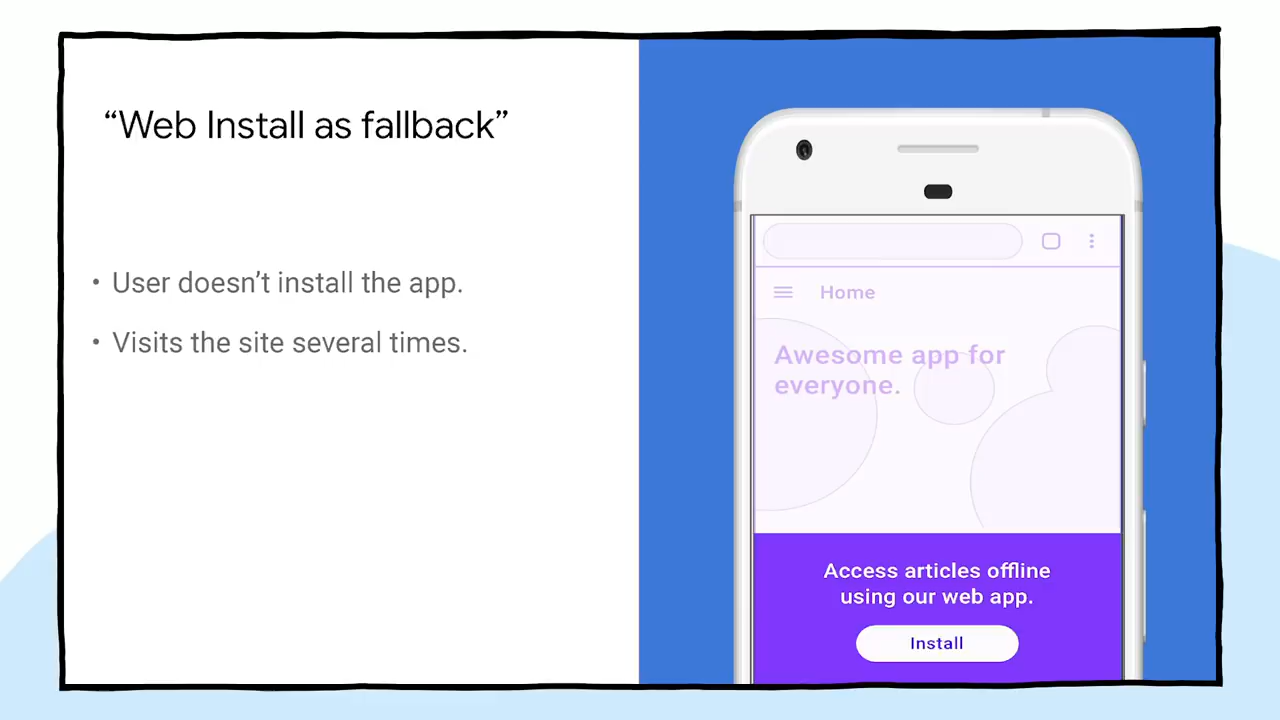 “Web Install as fallback”
• User doesn’t install the app.
• Visits the site several times.
Home
Awesome app for
everyone.
Access articles offline
using our web app.
Install